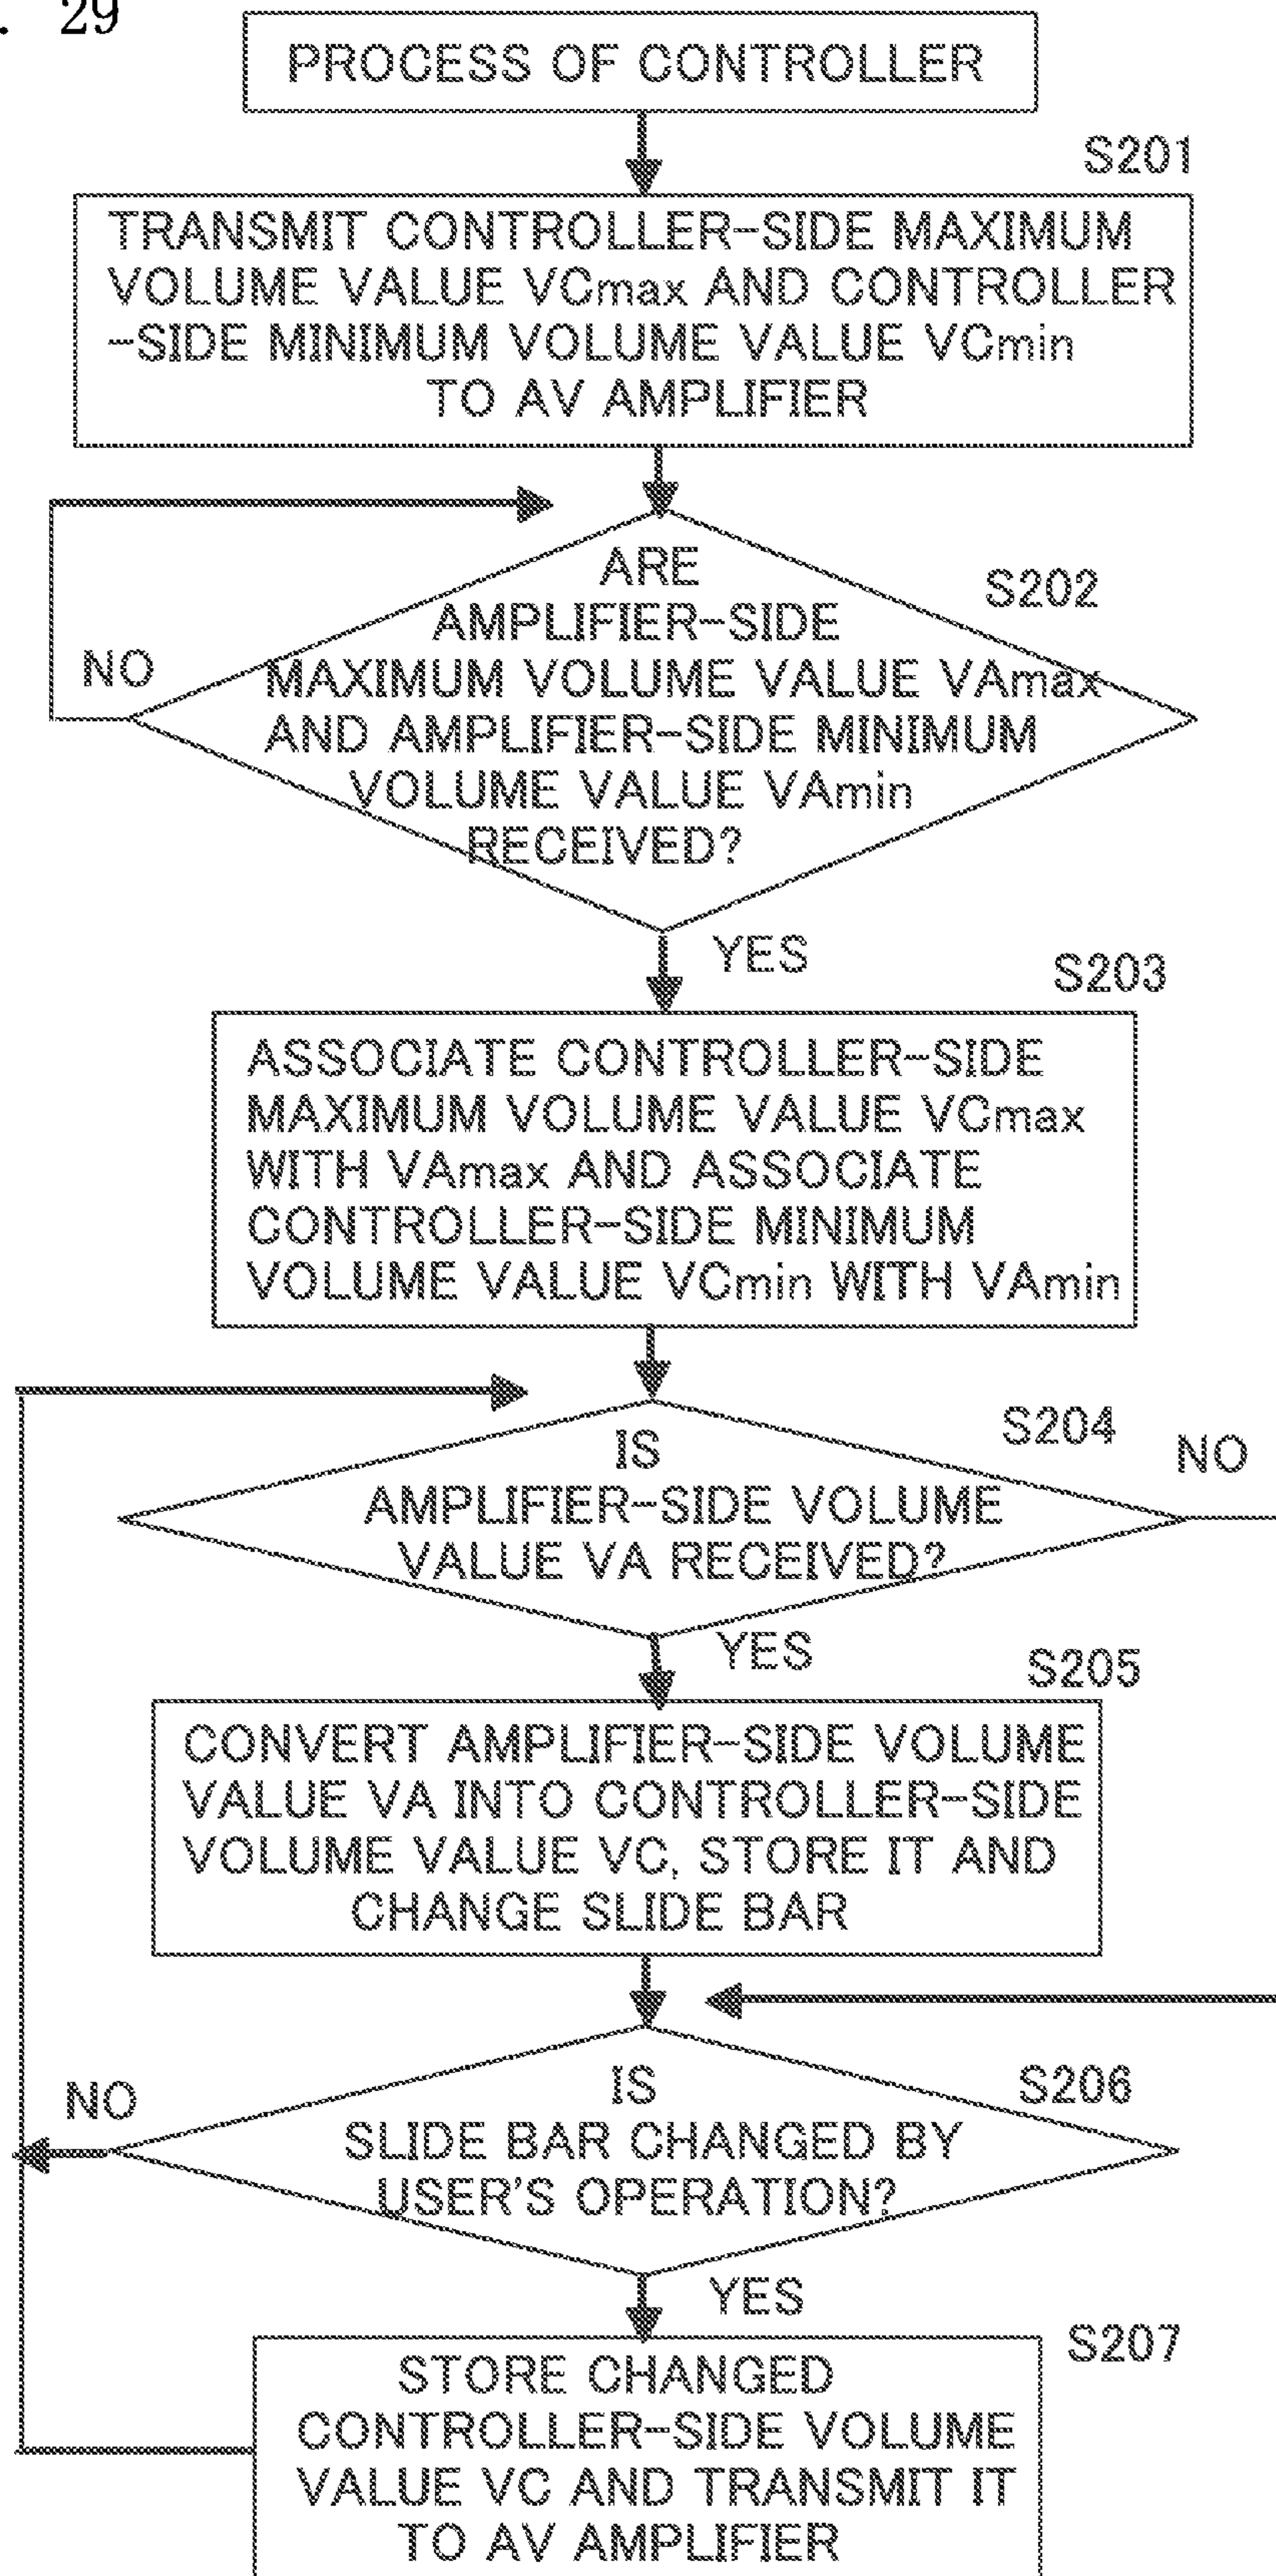 . 29
PROCESS OF CONTROLLER
S201
TRANSMIT CONTROLLER-SIDE MAXIMUM
VOLUME VALUE VCmax AND CONTROLLER
-SIDE MINIMUM VOLUME VALUE VCmin
TO AV AMPLIFIER
S202
ARE
AMPLIFIER-SIDE
MAXIMUM VOLUME VALUE VAmax
AND AMPLIFIER-SIDE MINIMUM
VOLUME VALUE VAmin
RECEIVED?
NO
YES
S203
ASSOCIATE CONTROLLER-SIDE
MAXIMUM VOLUME VALUE VCmax
WITH VAmax AND ASSOCIATE
CONTROLLER-SIDE MINIMUM
VOLUME VALUE VCmin WITH VAmin
S204
NO
IS
AMPLIFIER-SIDE VOLUME
VALUE VA RECEIVED?
YES
S205
CONVERT AMPLIFIER-SIDE VOLUME
VALUE VA INTO CONTROLLER-SIDE
VOLUME VALUE VC, STORE IT AND
CHANGE SLIDE BAR
S206
NO
IS
SLIDE BAR CHANGED BY
USER'S OPERATION?
YES
S207
STORE CHANGED
CONTROLLER-SIDE VOLUME
VALUE VC AND TRANSMIT IT
TO AV AMPLIFIER